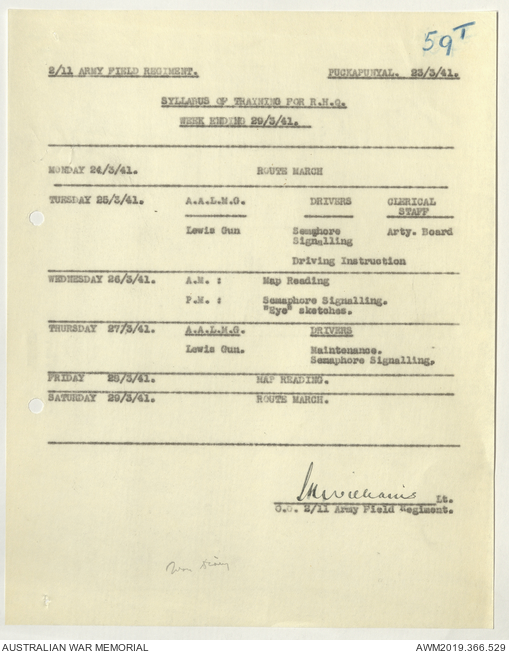 59T
2/11 ARMY FIELD REGIMENT. PUCKAPUNYAL. 23/3/41.
SYLLABUS OF TRAINING FOR R.H.Q.
WEEK ENDING 29/3/41.
MONDAY 24/3/41. ROUTE MARCH
TUESDAY 25/3/41. A.A.L.M.G. DRIVERS CLERICAL
STAFF
Lewis Gun Semaphore Arty. Board
Signalling
Driving Instruction
WEDNESDAY 26/3/41. A.M. : Map Reading
P.M. : Semaphore Signalling.
"Eye" sketches.
THURSDAY 27/3/41. A.A.L.M.G. DRIVERS
Lewis Gun. Maintenance.
Semaphore Signalling,
FRIDAY 28/3/41. MAP READING.
SATURDAY 29/3/41. ROUTE MARCH.
Williams Lt.
C.O. 2/11 Army Field Regiment.
War Diary
AUSTRALIAN WAR MEMORIAL AWM2019.366.529